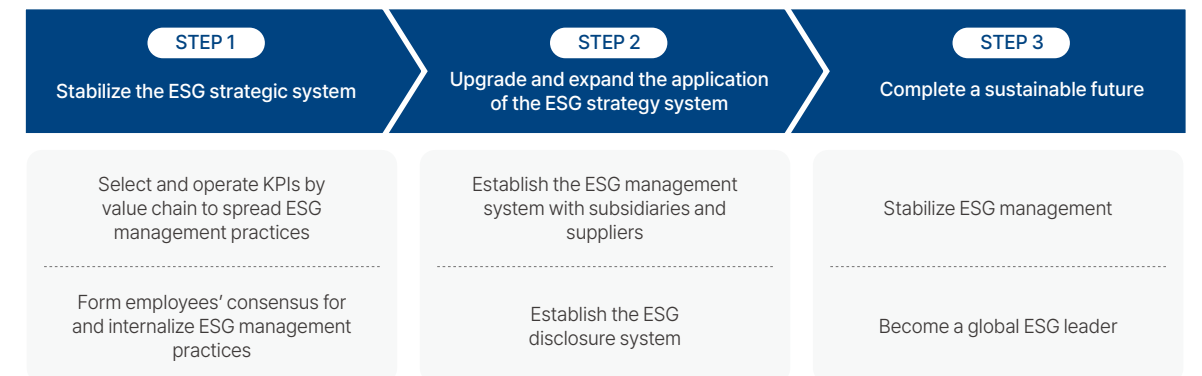 STEP 1
Stabilize the ESG strategic system
STEP 2
Upgrade and expand the application
of the ESG strategy system
STEP 3
Complete a sustainable future
Select and operate KPIs by
value chain to spread ESG
management practices
Form employees’ consensus for
and internalize ESG management
practices
Establish the ESG management
system with subsidiaries and
suppliers
Establish the ESG
disclosure system
Stabilize ESG management
Become a global ESG leader